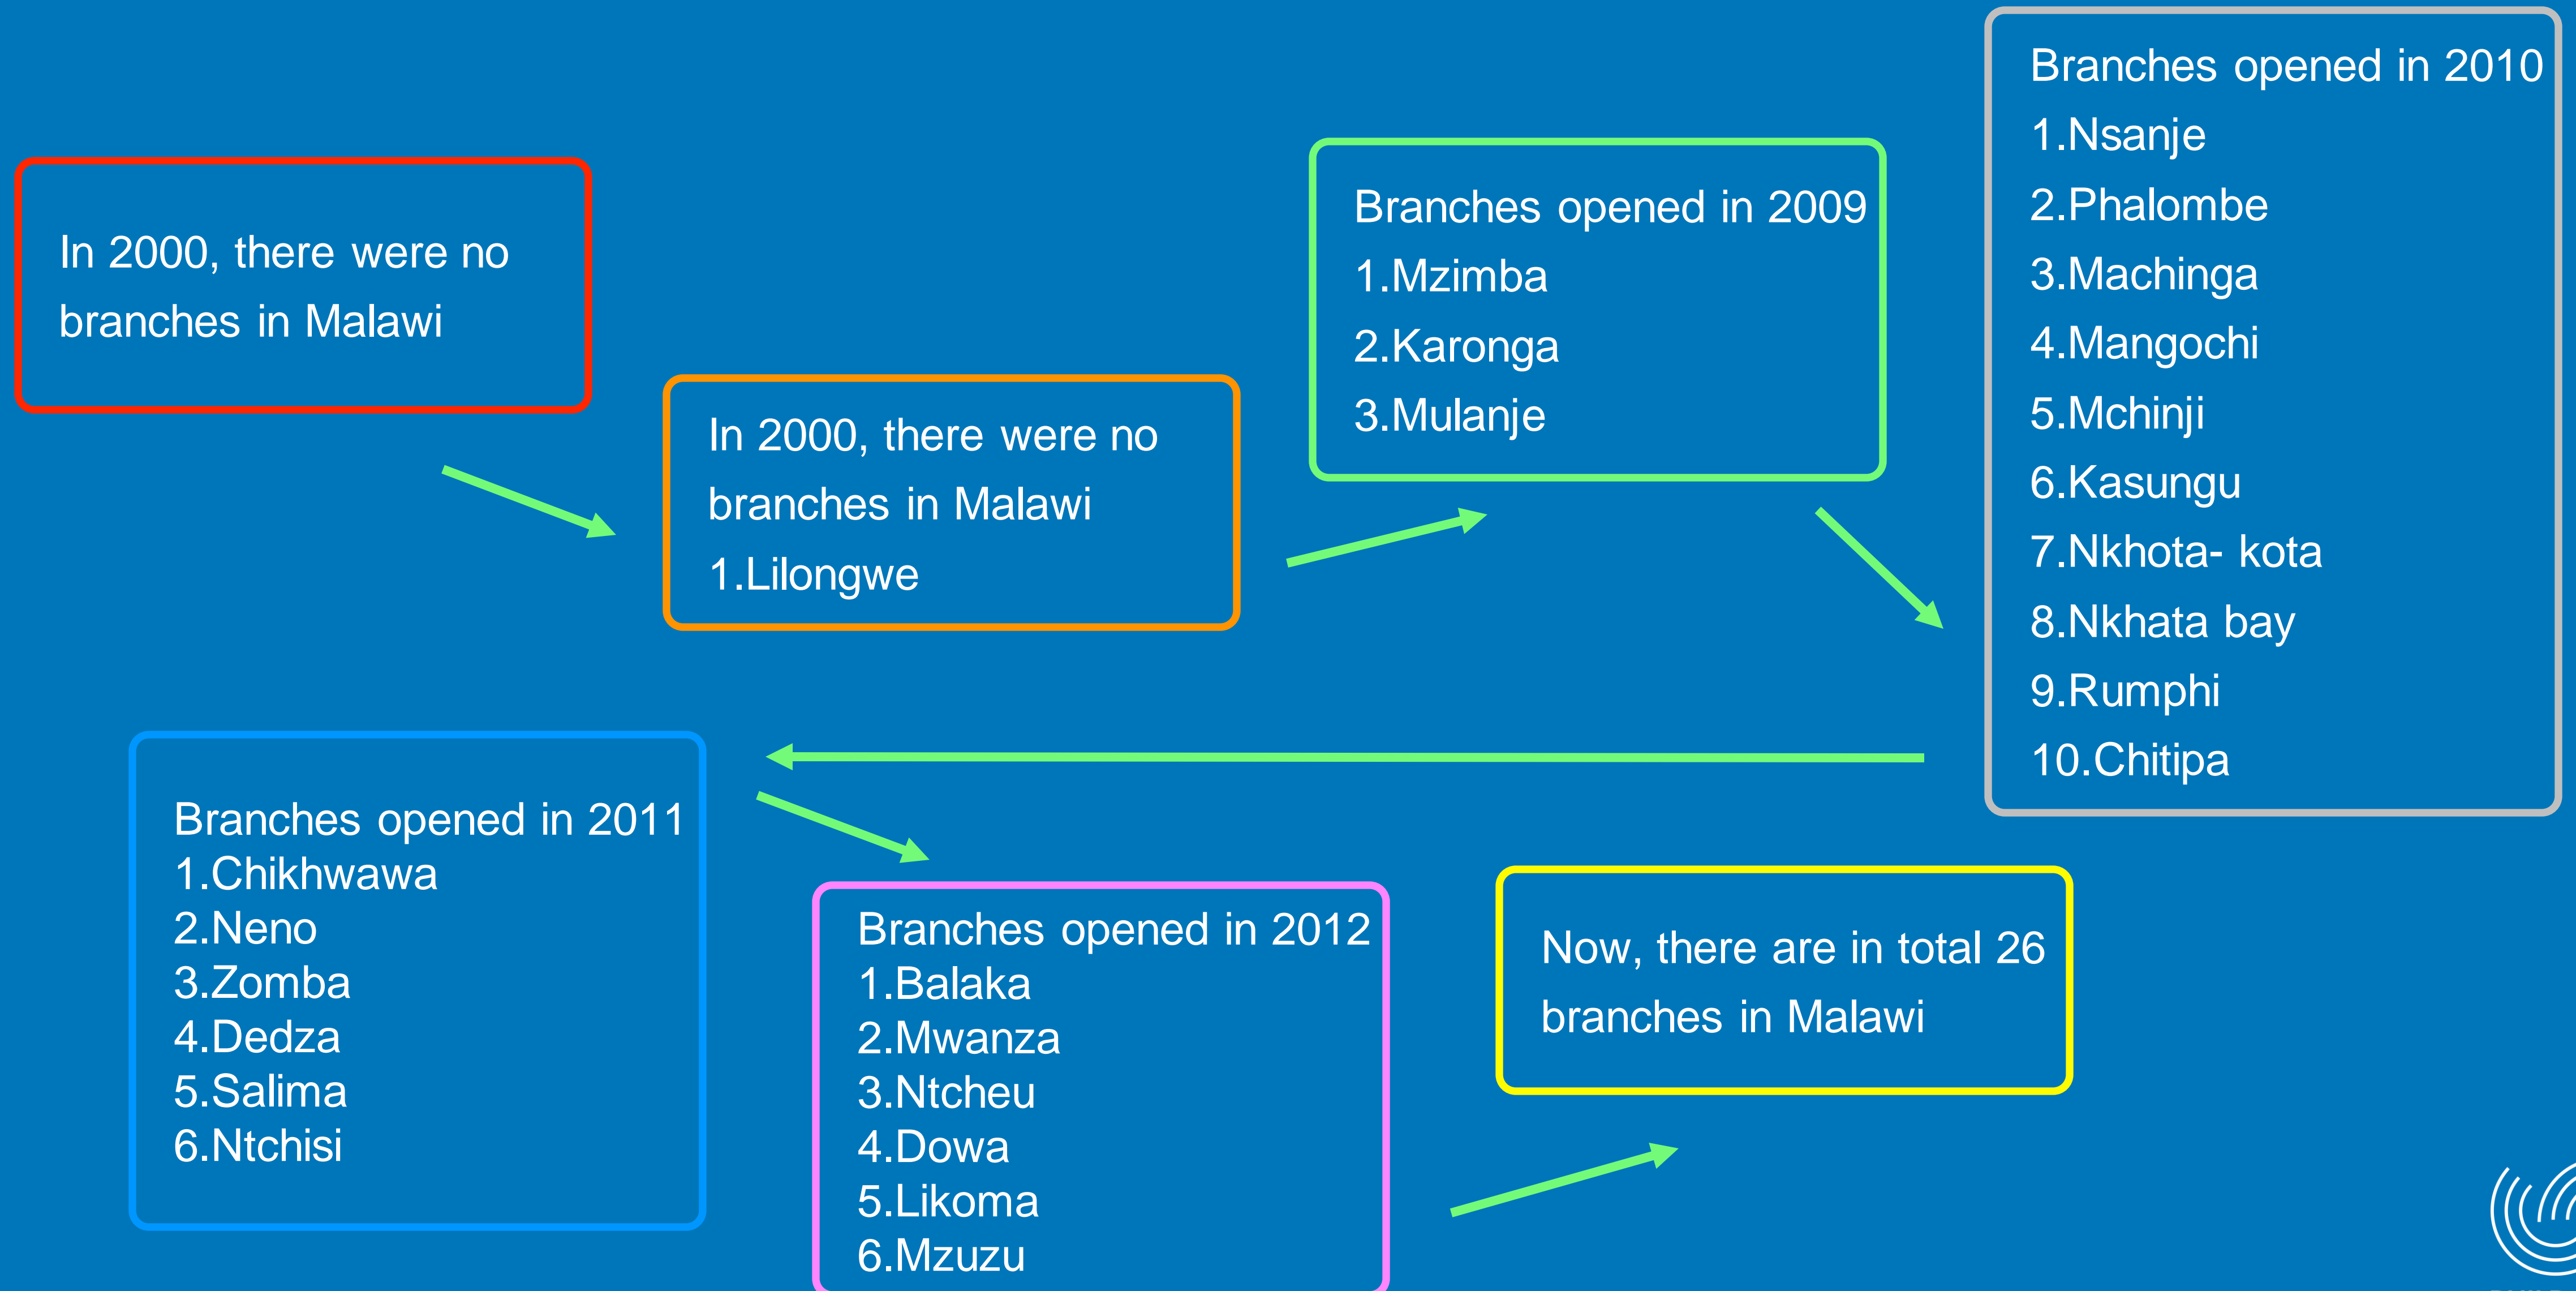 In 2000, there were no
branches in Malawi
In 2000, there were no
branches in Malawi
1.Lilongwe
Branches opened in 2009
1.Mzimba
2.Karonga
3.Mulanje
Branches opened in 2010
1.Nsanje
2.Phalombe
3.Machinga
4.Mangochi
5.Mchinji
6.Kasungu
7.Nkhota- kota
8.Nkhata bay
9.Rumphi
10.Chitipa
Branches opened in 2011
1.Chikhwawa
2.Neno
3.Zomba
4.Dedza
5.Salima
6.Ntchisi
Branches opened in 2012
1.Balaka
2.Mwanza
3.Ntcheu
4.Dowa
5.Likoma
6.Mzuzu
Now, there are in total 26
branches in Malawi